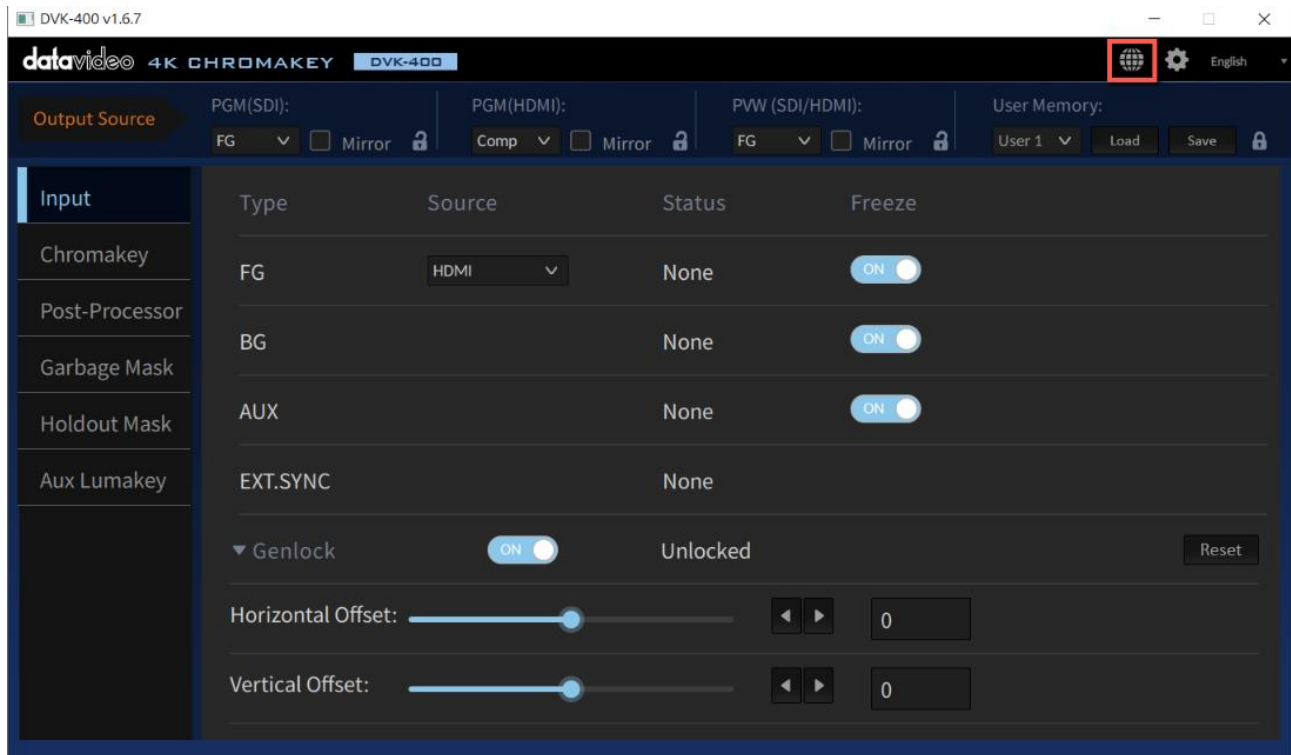 DVK-400 v1.6.7
datavideo 4K CHROMAKEY DVK-400 English
Output Source
PGM(SDI): PGM(HDMI): PVW (SDI/HDMI): User Memory:
FG Mirror Comp Mirror FG Mirror User 1 Load Save
Input
Chromakey
Post-Processor
Garbage Mask
Holdout Mask
Aux Lumakey
Type Source Status Freeze
FG HDMI None ON
BG None ON
AUX None ON
EXT.SYNC None
Genlock ON Unlocked Reset
Horizontal Offset: 0
Vertical Offset: 0